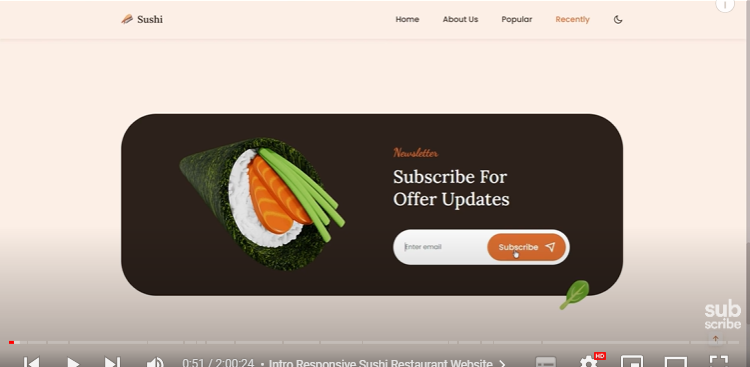 Sushi
Home About Us Popular Recently
Newsletter
Subscribe For
Offer Updates
Enter email
Subscribe
sub
scribe
0:51 / 2:00:24 • Intro Responsive Sushi Restaurant Website
HD